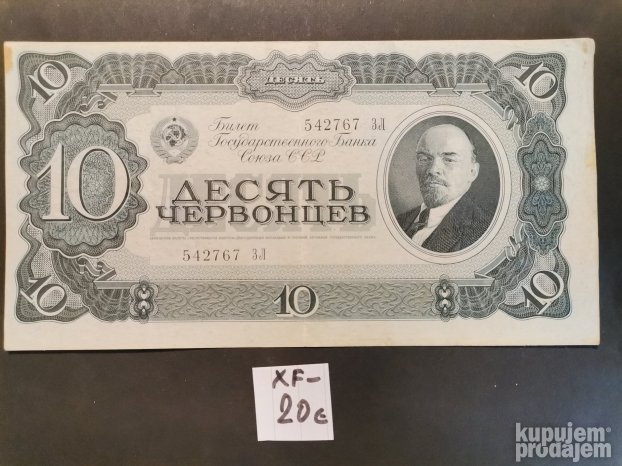 10 ДЕСЯТЬ 10
Билет 542767 ЗЛ
Государственного Банка
Союза ССР
10
ДЕСЯТЬ
ДЕСЯТЬ
ЧЕРВОНЦЕВ
542767 ЗЛ
10 10 10
XF-
20€
kupujem
prodajem